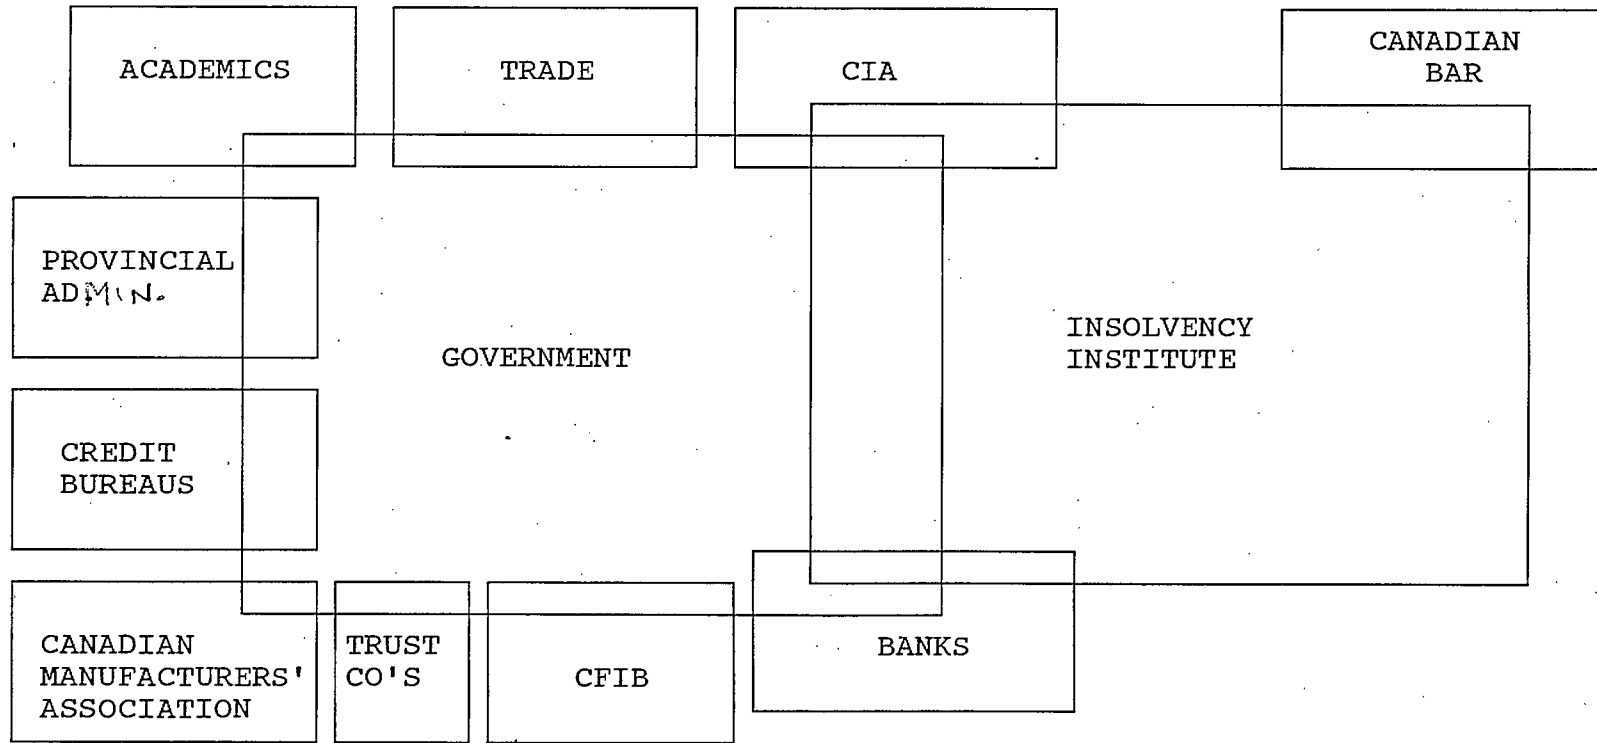 ACADEMICS
TRADE
CIA
CANADIAN
BAR
PROVINCIAL
ADMIN.
GOVERNMENT
INSOLVENCY
INSTITUTE
CREDIT
BUREAUS
CANADIAN
MANUFACTURERS'
ASSOCIATION
TRUST
CO'S
CFIB
BANKS